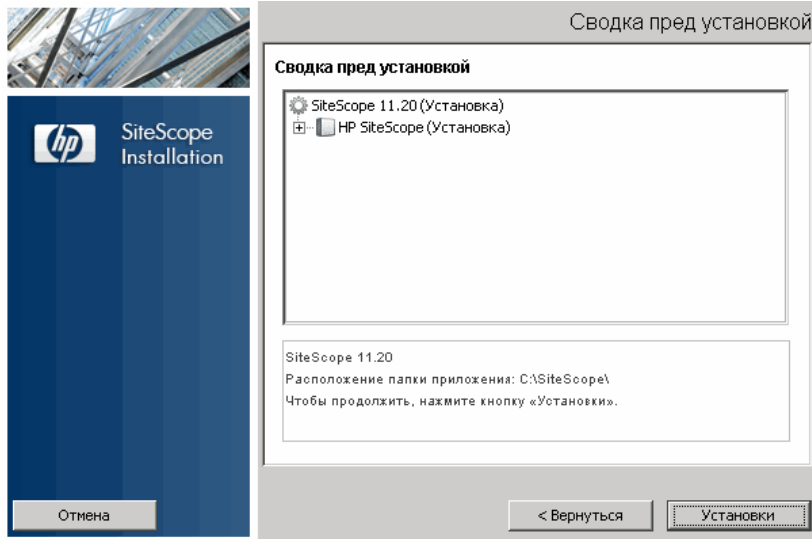 Сводка пред установкой
Сводка пред установкой
SiteScope 11.20 (Установка)
HP SiteScope (Установка)
hp
SiteScope
Installation
SiteScope 11.20
Расположение папки приложения: C:\SiteScope\
Чтобы продолжить, нажмите кнопку «Установки».
Отмена
< Вернуться
Установки